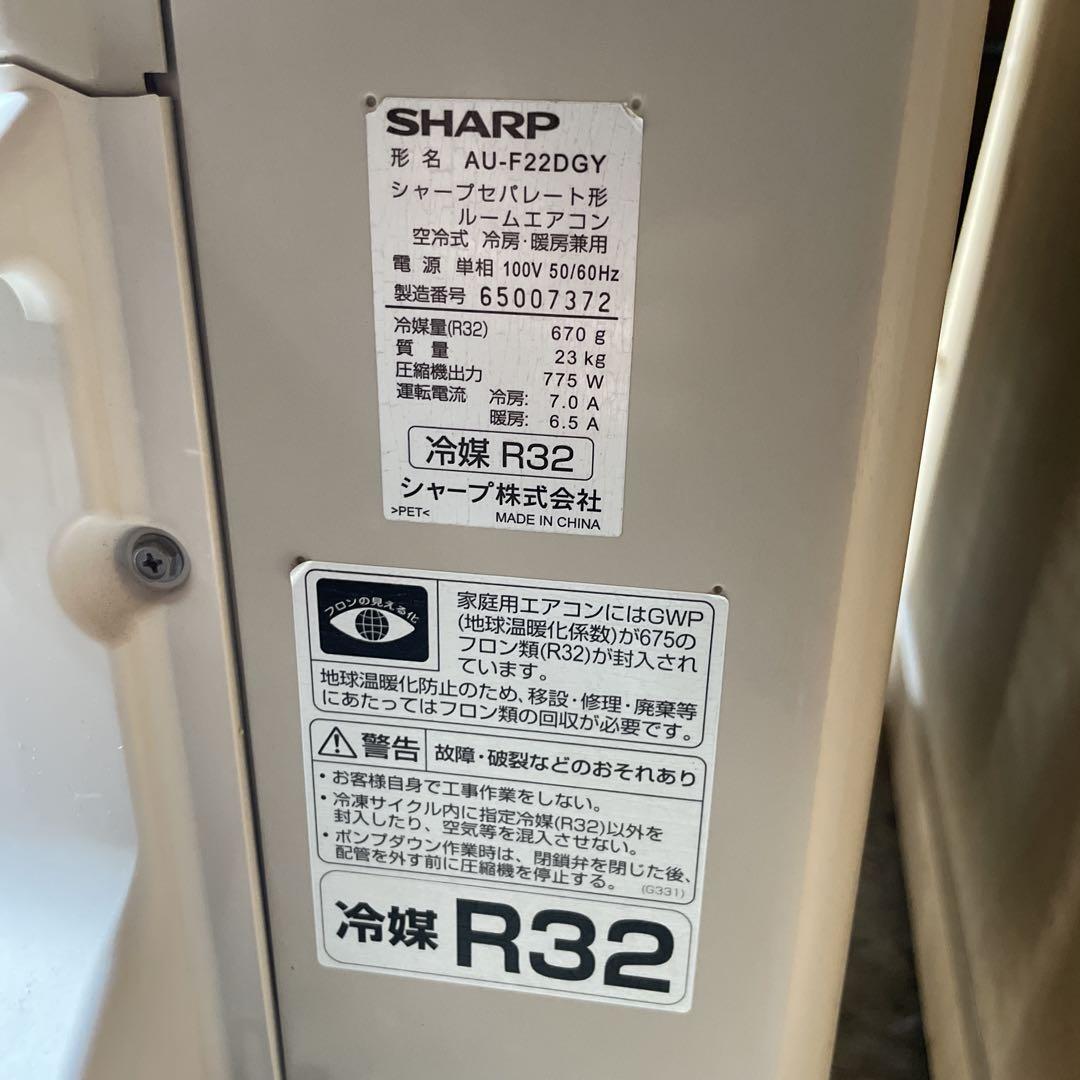 SHARP
形名 AU-F22DGY
シャープセパレート形
ルームエアコン
空冷式 冷房・暖房兼用
電源 単相 100V 50/60Hz
製造番号 65007372
冷媒量(R32) 670 g
質量 23 kg
圧縮機出力 775 W
運転電流 冷房: 7.0 A
暖房: 6.5 A
冷媒 R32
シャープ株式会社
>PET< MADE IN CHINA
フロンの見える化
家庭用エアコンにはGWP
(地球温暖化係数)が675の
フロン類(R32)が封入され
ています。
地球温暖化防止のため、移設・修理・廃棄等
にあたってはフロン類の回収が必要です。
警告 故障・破裂などのおそれあり
・お客様自身で工事作業をしない。
・冷凍サイクル内に指定冷媒(R32)以外を
封入したり、空気等を混入させない。
・ポンプダウン作業時は、閉鎖弁を閉じた後、
配管を外す前に圧縮機を停止する。 (G331)
冷媒 R32